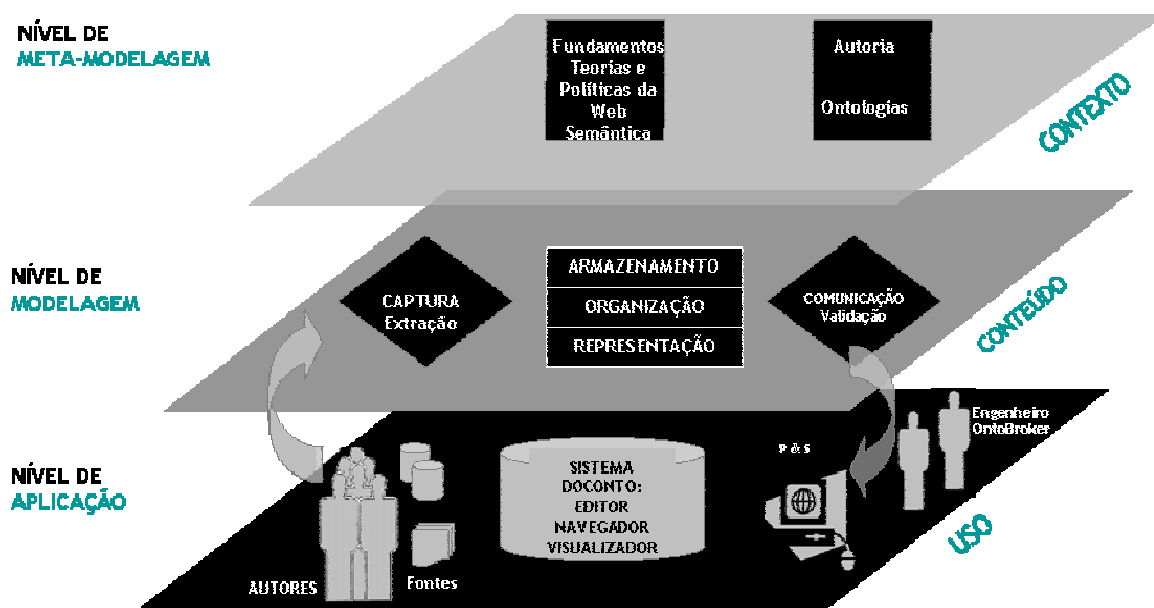 NÍVEL DE
META-MODELAGEM
Fundamentos
Teorias e
Políticas da
Web
Semântica
Autoria
Ontologias
CONTEXTO
NÍVEL DE
MODELAGEM
CAPTURA
Extração
ARMAZENAMENTO
ORGANIZAÇÃO
REPRESENTAÇÃO
COMUNICAÇÃO
Validação
CONTEÚDO
NÍVEL DE
APLICAÇÃO
AUTORES
Fontes
SISTEMA
DOCONTO:
EDITOR
NAVEGADOR
VISUALIZADOR
P & S
Engenheiro
OntoBroker
USO